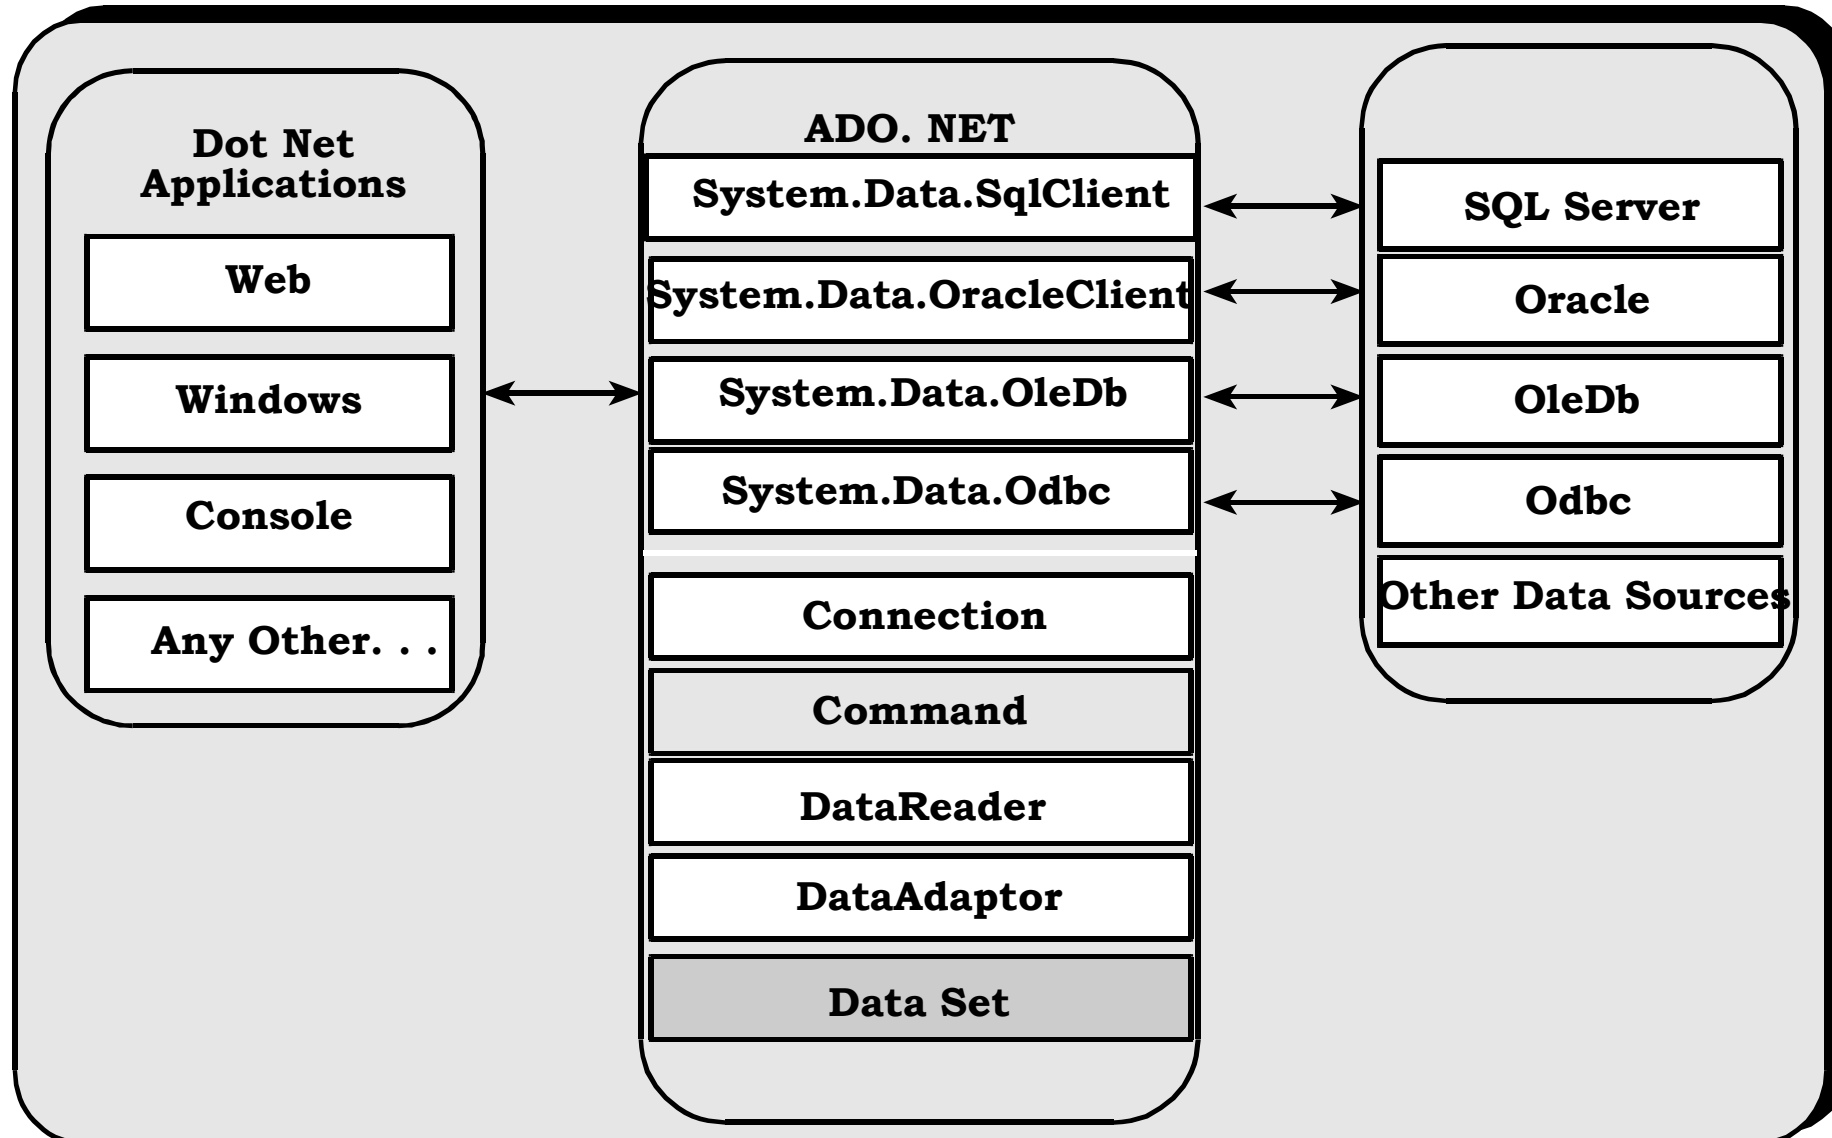 Dot Net
Applications
Web
Windows
Console
Any Other. . .
ADO. NET
System.Data.SqlClient
System.Data.OracleClient
System.Data.OleDb
System.Data.Odbc
Connection
Command
DataReader
DataAdaptor
Data Set
SQL Server
Oracle
OleDb
Odbc
Other Data Sources